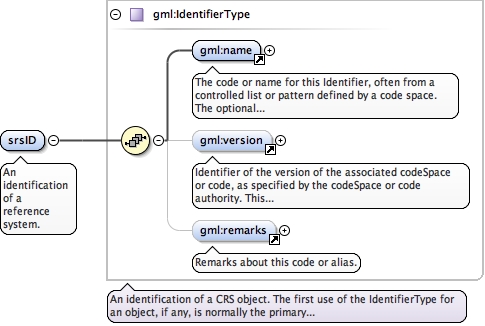 gml:IdentifierType
gml:name
The code or name for this Identifier, often from a
controlled list or pattern defined by a code space.
The optional...
srsID
An
identification
of a
reference
system.
gml:version
Identifier of the version of the associated codeSpace
or code, as specified by the codeSpace or code
authority. This...
gml:remarks
Remarks about this code or alias.
An identification of a CRS object. The first use of the IdentifierType for
an object, if any, is normally the primary...